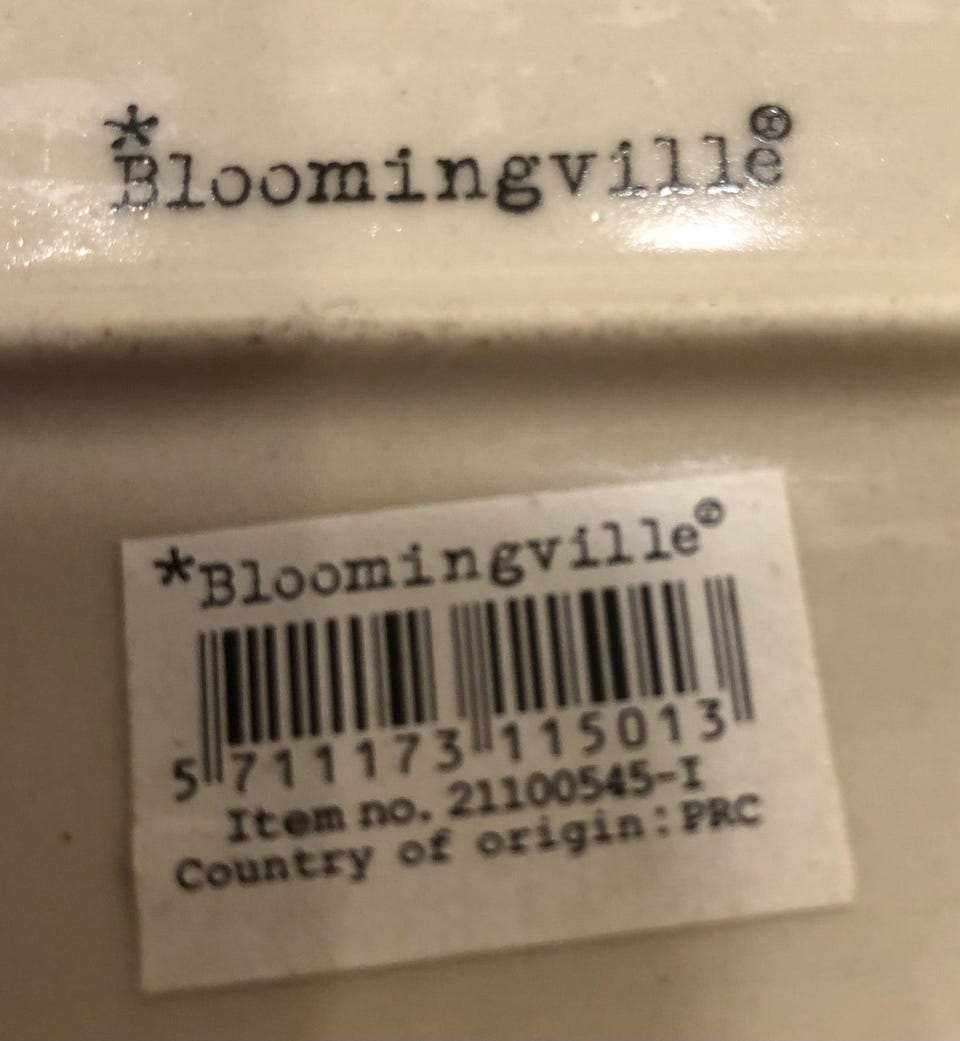 *Bloomingville®
*Bloomingville®
5 711173 115013
Item no. 21100545-I
Country of origin: PRC